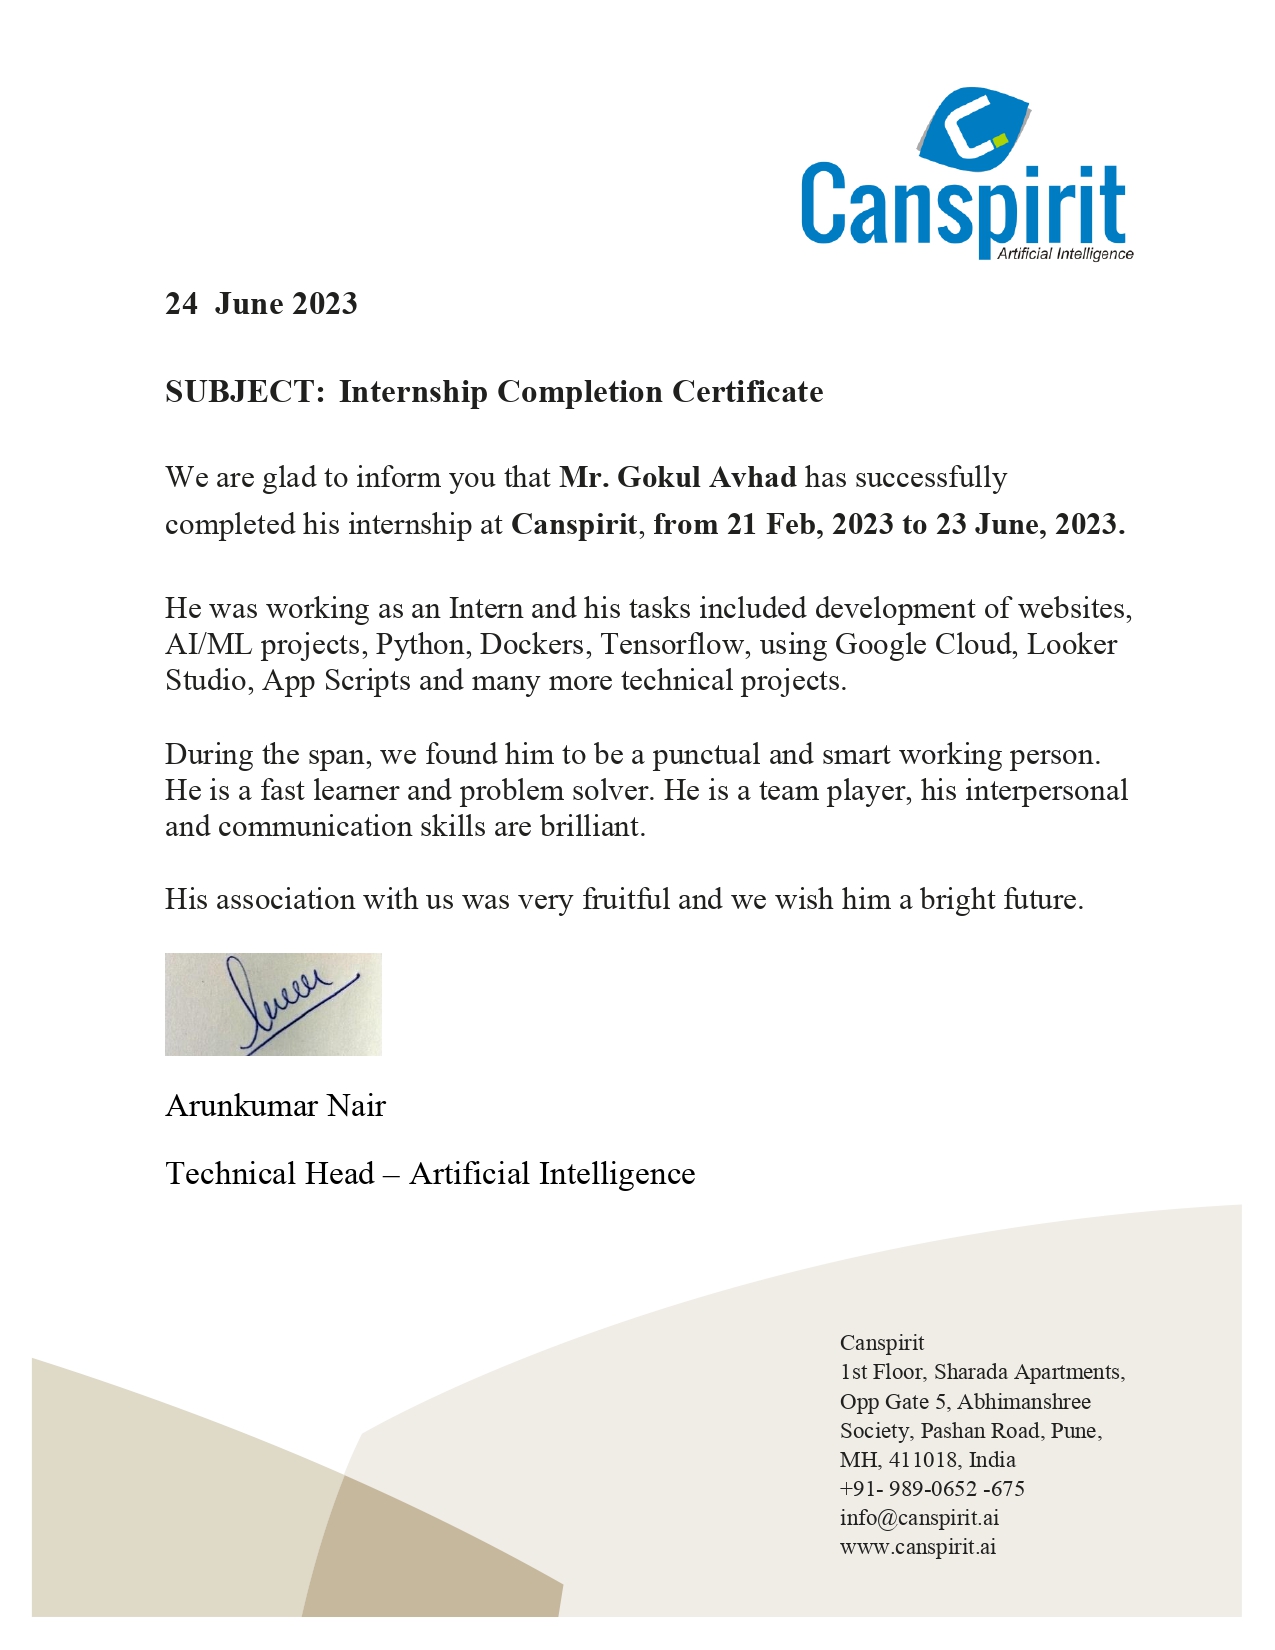 Canspirit
Artificial Intelligence
24 June 2023
SUBJECT: Internship Completion Certificate
We are glad to inform you that Mr. Gokul Avhad has successfully
completed his internship at Canspirit, from 21 Feb, 2023 to 23 June, 2023.
He was working as an Intern and his tasks included development of websites,
AI/ML projects, Python, Dockers, Tensorflow, using Google Cloud, Looker
Studio, App Scripts and many more technical projects.
During the span, we found him to be a punctual and smart working person.
He is a fast learner and problem solver. He is a team player, his interpersonal
and communication skills are brilliant.
His association with us was very fruitful and we wish him a bright future.
Arunkumar Nair
Technical Head – Artificial Intelligence
Canspirit
1st Floor, Sharada Apartments,
Opp Gate 5, Abhimanshree
Society, Pashan Road, Pune,
MH, 411018, India
+91- 989-0652 -675
info@canspirit.ai
www.canspirit.ai